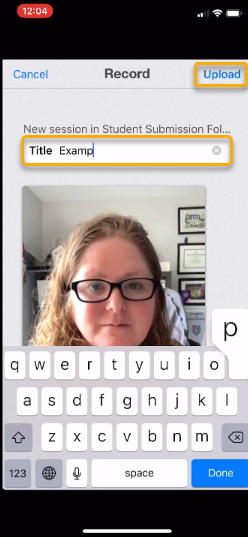 12:04
Cancel Record Upload
New session in Student Submission Fol...
Title Examp
p
q w e r t y u i o
a s d f g h j k l
z x c v b n m
123 space Done